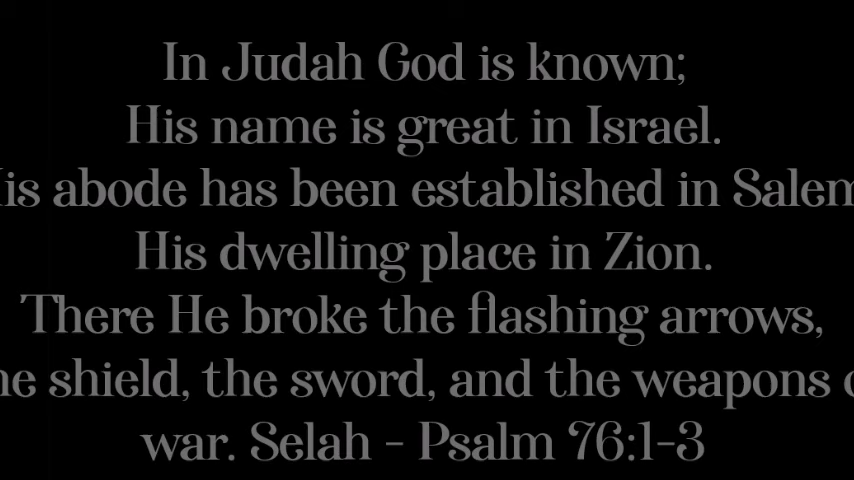 In Judah God is known;
His name is great in Israel.
is abode has been established in Salem
His dwelling place in Zion.
There He broke the flashing arrows,
he shield, the sword, and the weapons o
war. Selah - Psalm 76:1-3